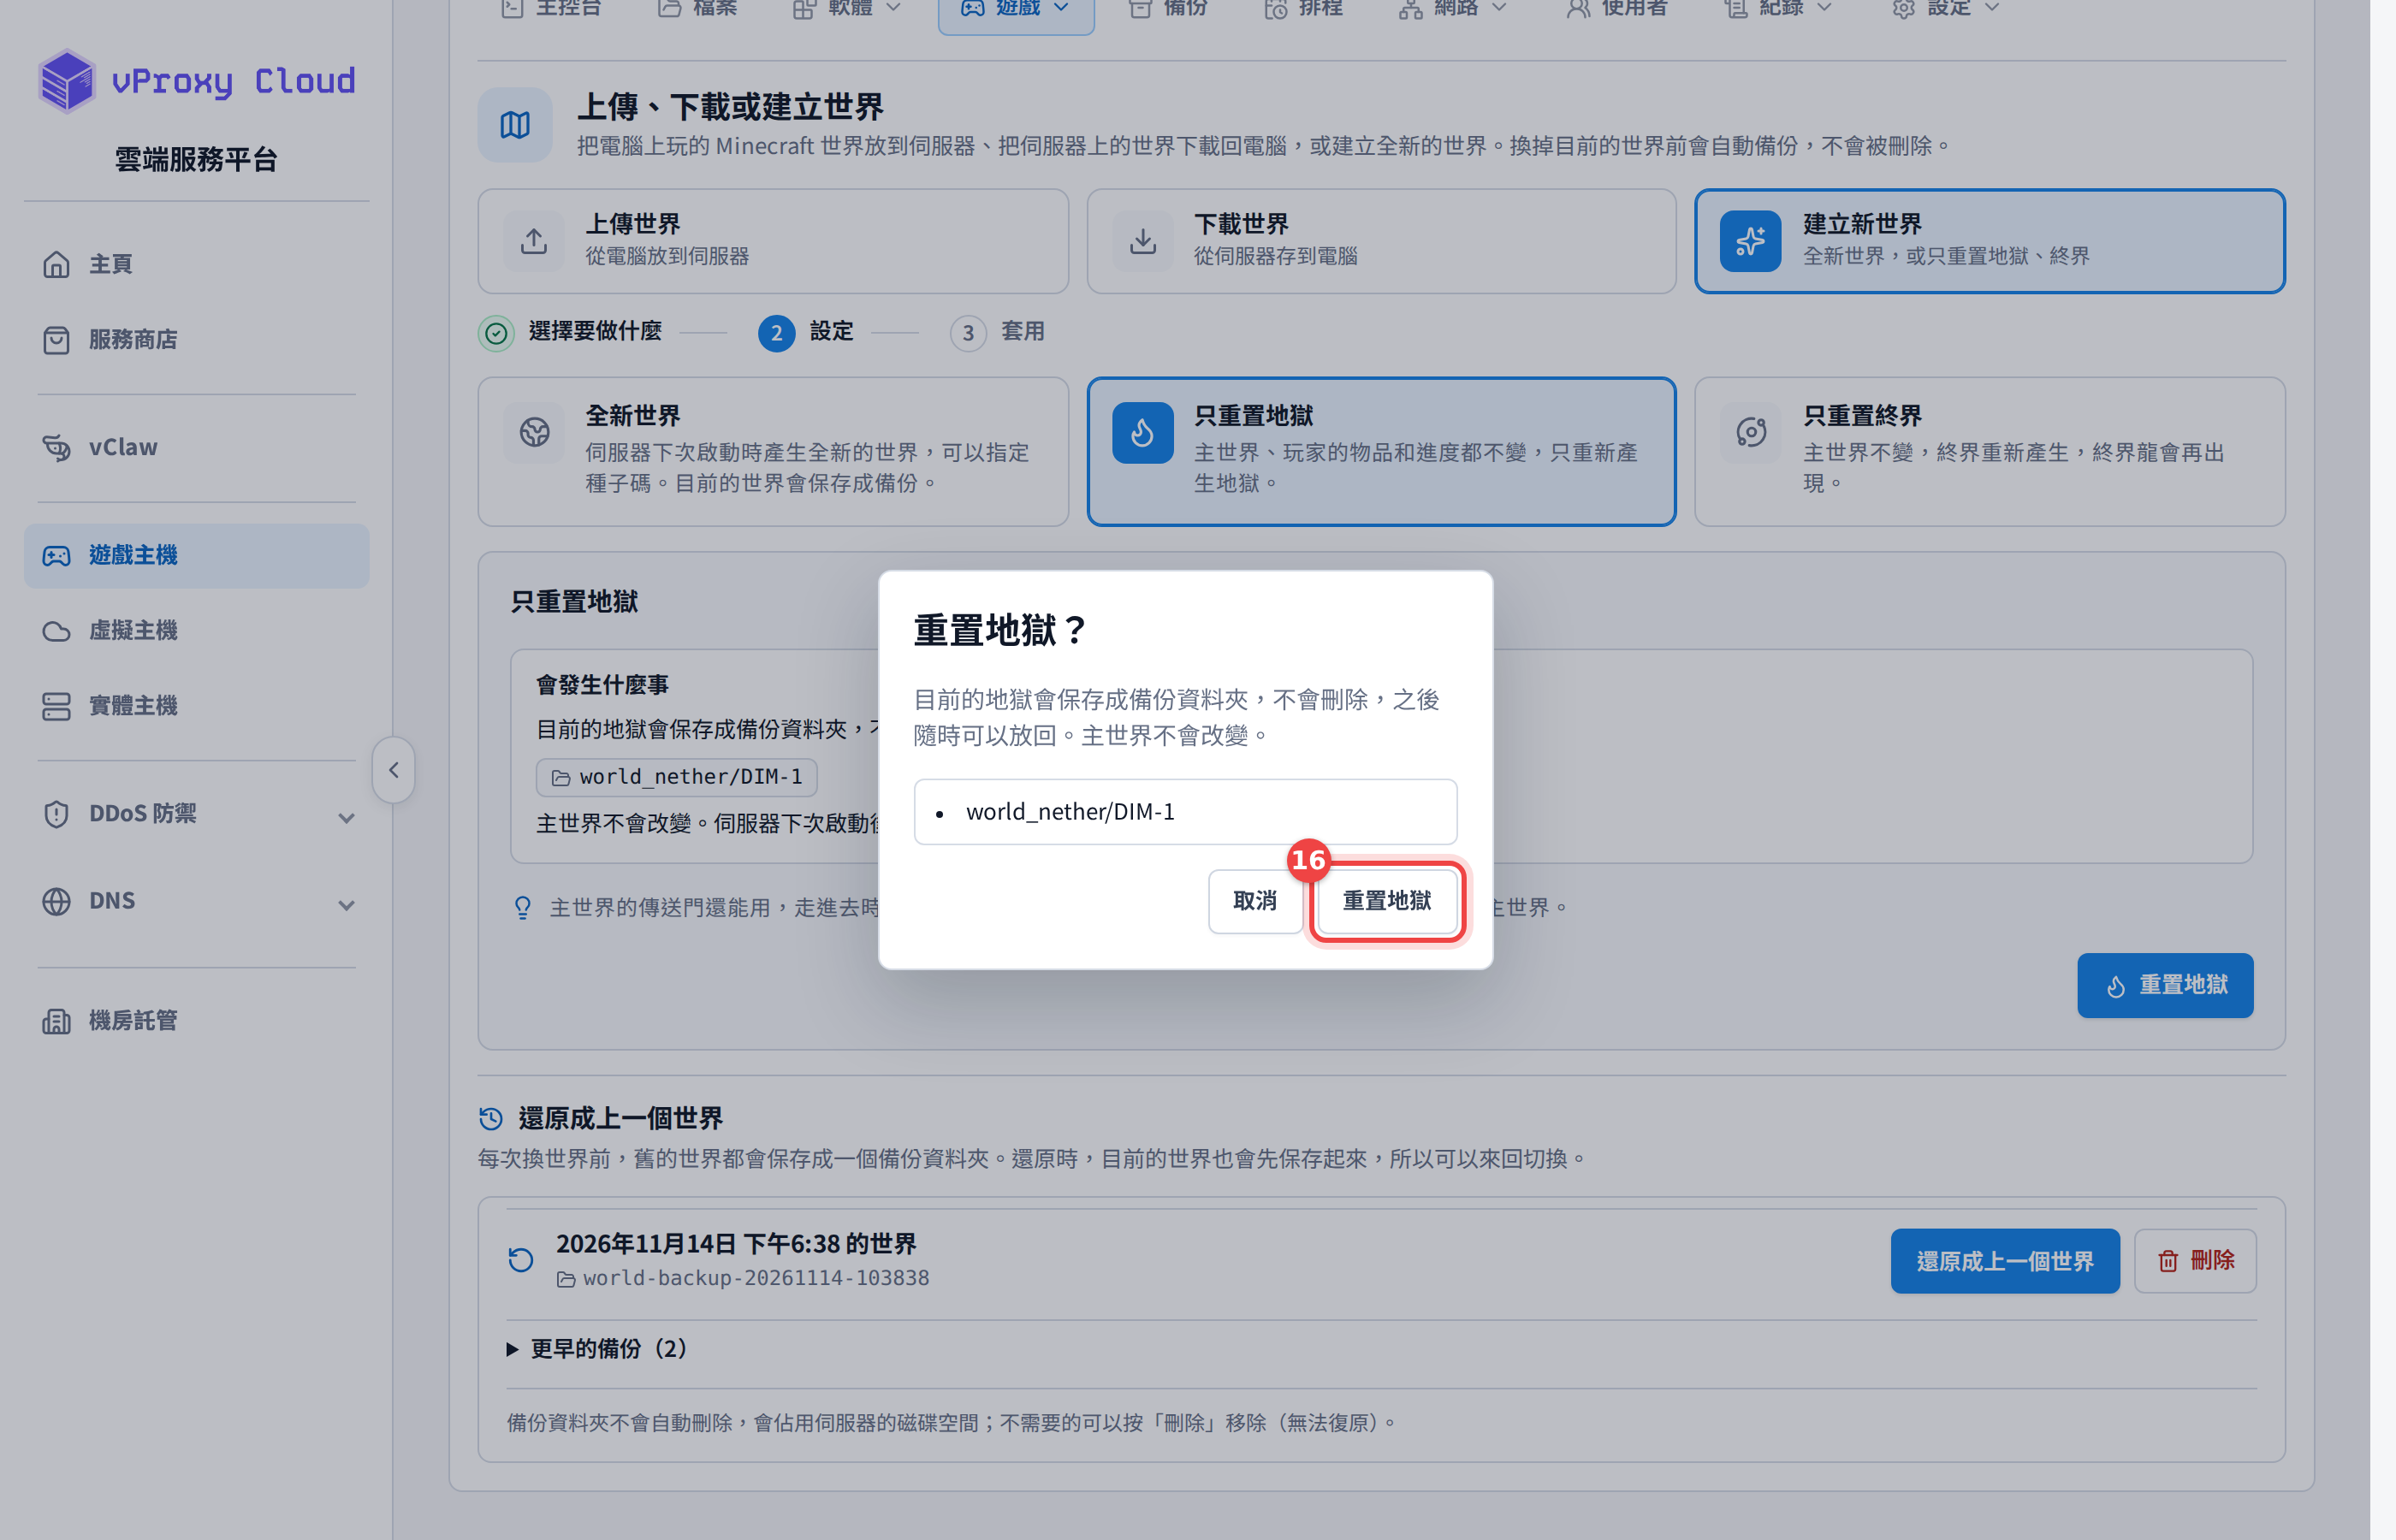 主控台 檔案 軟體 遊戲 備份 排程 網路 使用者 紀錄 設定
vProxy Cloud
雲端服務平台
主頁
服務商店
vClaw
遊戲主機
虛擬主機
實體主機
DDoS 防禦
DNS
機房託管
上傳、下載或建立世界
把電腦上玩的 Minecraft 世界放到伺服器、把伺服器上的世界下載回電腦，或建立全新的世界。換掉目前的世界前會自動備份，不會被刪除。
上傳世界
從電腦放到伺服器
下載世界
從伺服器存到電腦
建立新世界
全新世界，或只重置地獄、終界
選擇要做什麼 2 設定 3 套用
全新世界
伺服器下次啟動時產生全新的世界，可以指定
種子碼。目前的世界會保存成備份。
只重置地獄
主世界、玩家的物品和進度都不變，只重新產
生地獄。
只重置終界
主世界不變，終界重新產生，終界龍會再出
現。
只重置地獄
會發生什麼事
目前的地獄會保存成備份資料夾，
world_nether/DIM-1
主世界不會改變。伺服器下次啟動
主世界的傳送門還能用，走進去時
主世界。
重置地獄
重置地獄？
目前的地獄會保存成備份資料夾，不會刪除，之後
隨時可以放回。主世界不會改變。
• world_nether/DIM-1
16
取消 重置地獄
還原成上一個世界
每次換世界前，舊的世界都會保存成一個備份資料夾。還原時，目前的世界也會先保存起來，所以可以來回切換。
2026年11月14日 下午6:38 的世界
world-backup-20261114-103838
還原成上一個世界 刪除
更早的備份（2）
備份資料夾不會自動刪除，會佔用伺服器的磁碟空間；不需要的可以按「刪除」移除（無法復原）。